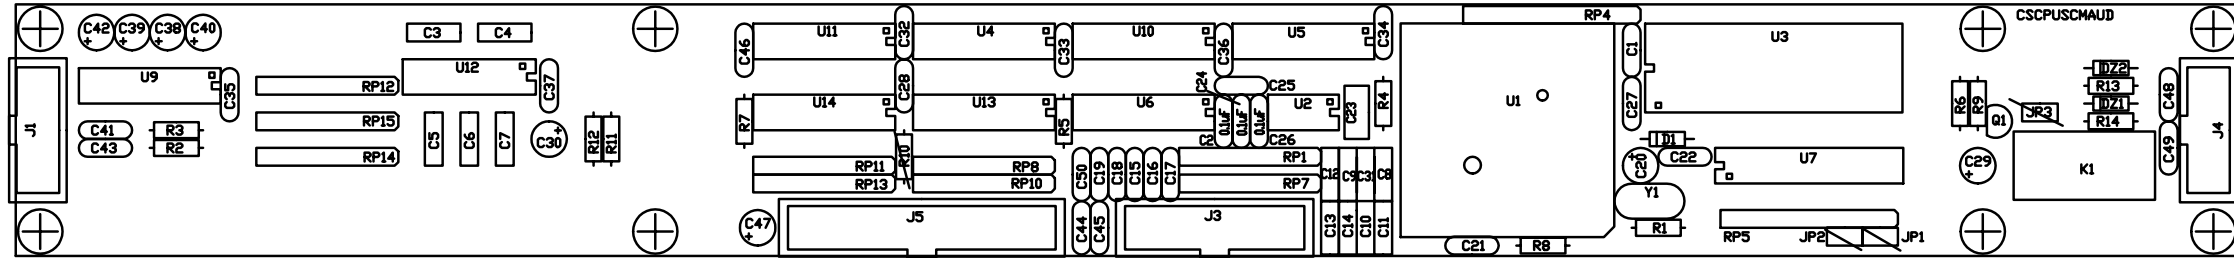 C42 C39 C38 C40 C3 C4 C46 U11 C32 U4 C33 U10 C36 U5 C34 RP4 C1 U3 CSCPUSCMAUD
U9 C35 RP12 U12 C37 C28 C24 C25 U1 DZ2 R13 C48
J1 C41 C43 R3 R2 RP15 RP14 C5 C6 C7 C30 R12 R11 R7 U14 U13 R5 U6 0.1uF 0.1uF 0.1uF U2 C23 R4 C27 R6 R9 Q1 JR3 DZ1 R14 J4
R10 C2 C26 D1 C20 C22 U7 C29 K1 C49
RP11 RP8 C50 C19 C18 C15 C16 C17 RP1 C12 C9 C31 C8
RP13 RP10 RP7 Y1
C47 J5 C44 C45 J3 C13 C14 C10 C11 C21 R8 R1 RP5 JP2 JP1